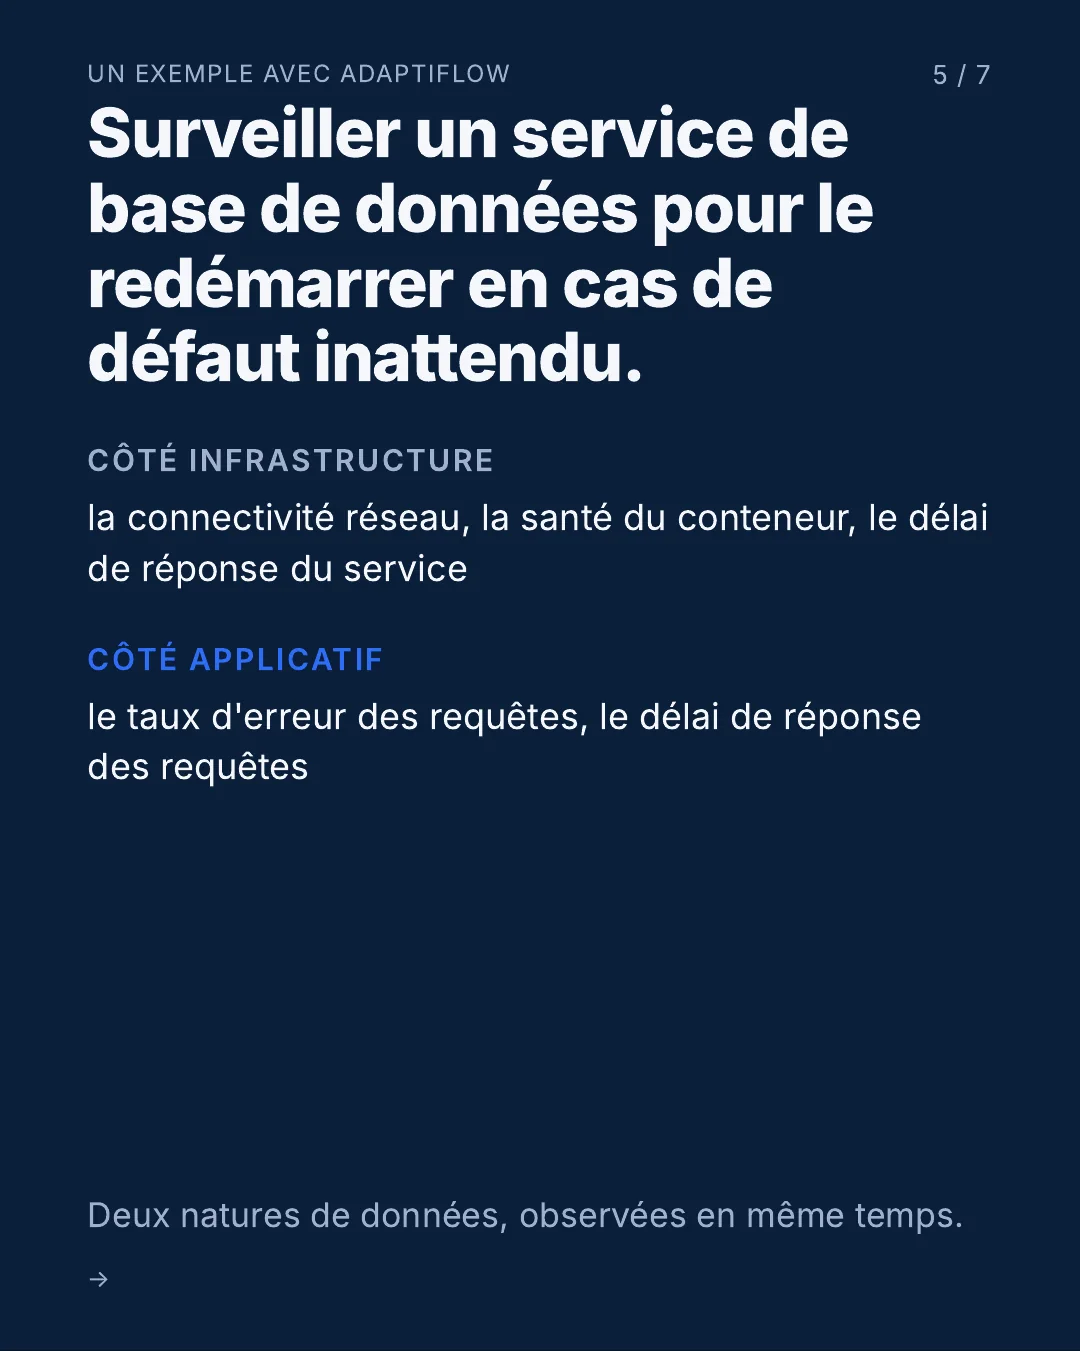 UN EXEMPLE AVEC ADAPTIFLOW
5 / 7
Surveiller un service de
base de données pour le
redémarrer en cas de
défaut inattendu.
CÔTÉ INFRASTRUCTURE
la connectivité réseau, la santé du conteneur, le délai
de réponse du service
CÔTÉ APPLICATIF
le taux d'erreur des requêtes, le délai de réponse
des requêtes
Deux natures de données, observées en même temps.
→